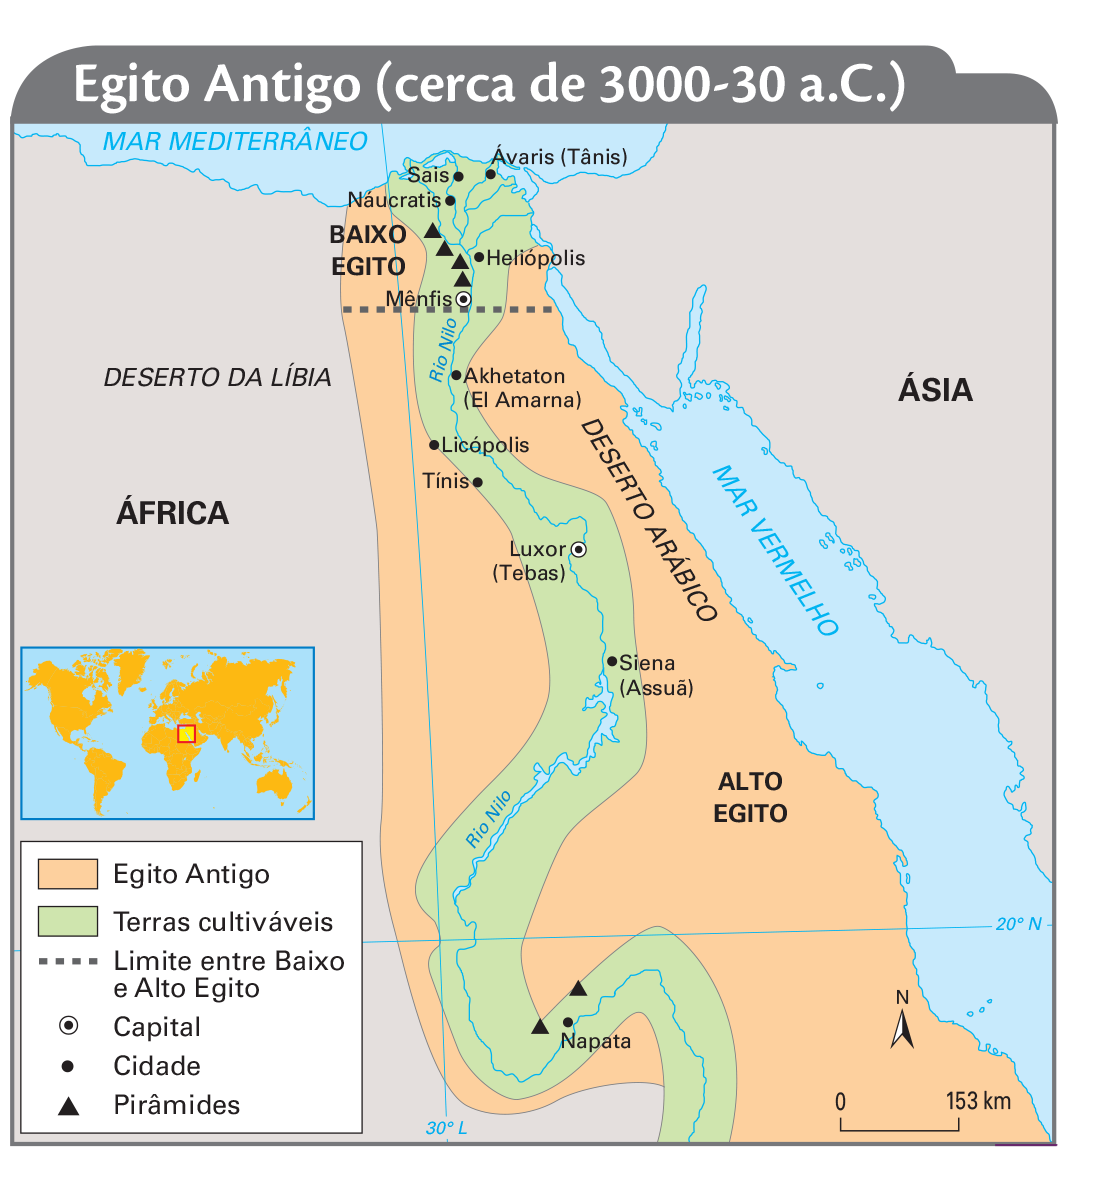 Egito Antigo (cerca de 3000-30 a.C.)
MAR MEDITERRÂNEO
Ávaris (Tânis)
Sais
Náucratis
BAIXO
EGITO
Heliópolis
Mênfis
Rio Nilo
DESERTO DA LÍBIA
Akhetaton
(El Amarna)
ÁSIA
Licópolis
DESERTO ARÁBICO
Tínis
MAR VERMELHO
ÁFRICA
Luxor
(Tebas)
Siena
(Assuã)
ALTO
EGITO
Rio Nilo
Egito Antigo
Terras cultiváveis
Limite entre Baixo
e Alto Egito
Capital
Cidade
Pirâmides
20° N
N
Napata
0
153 km
30° L